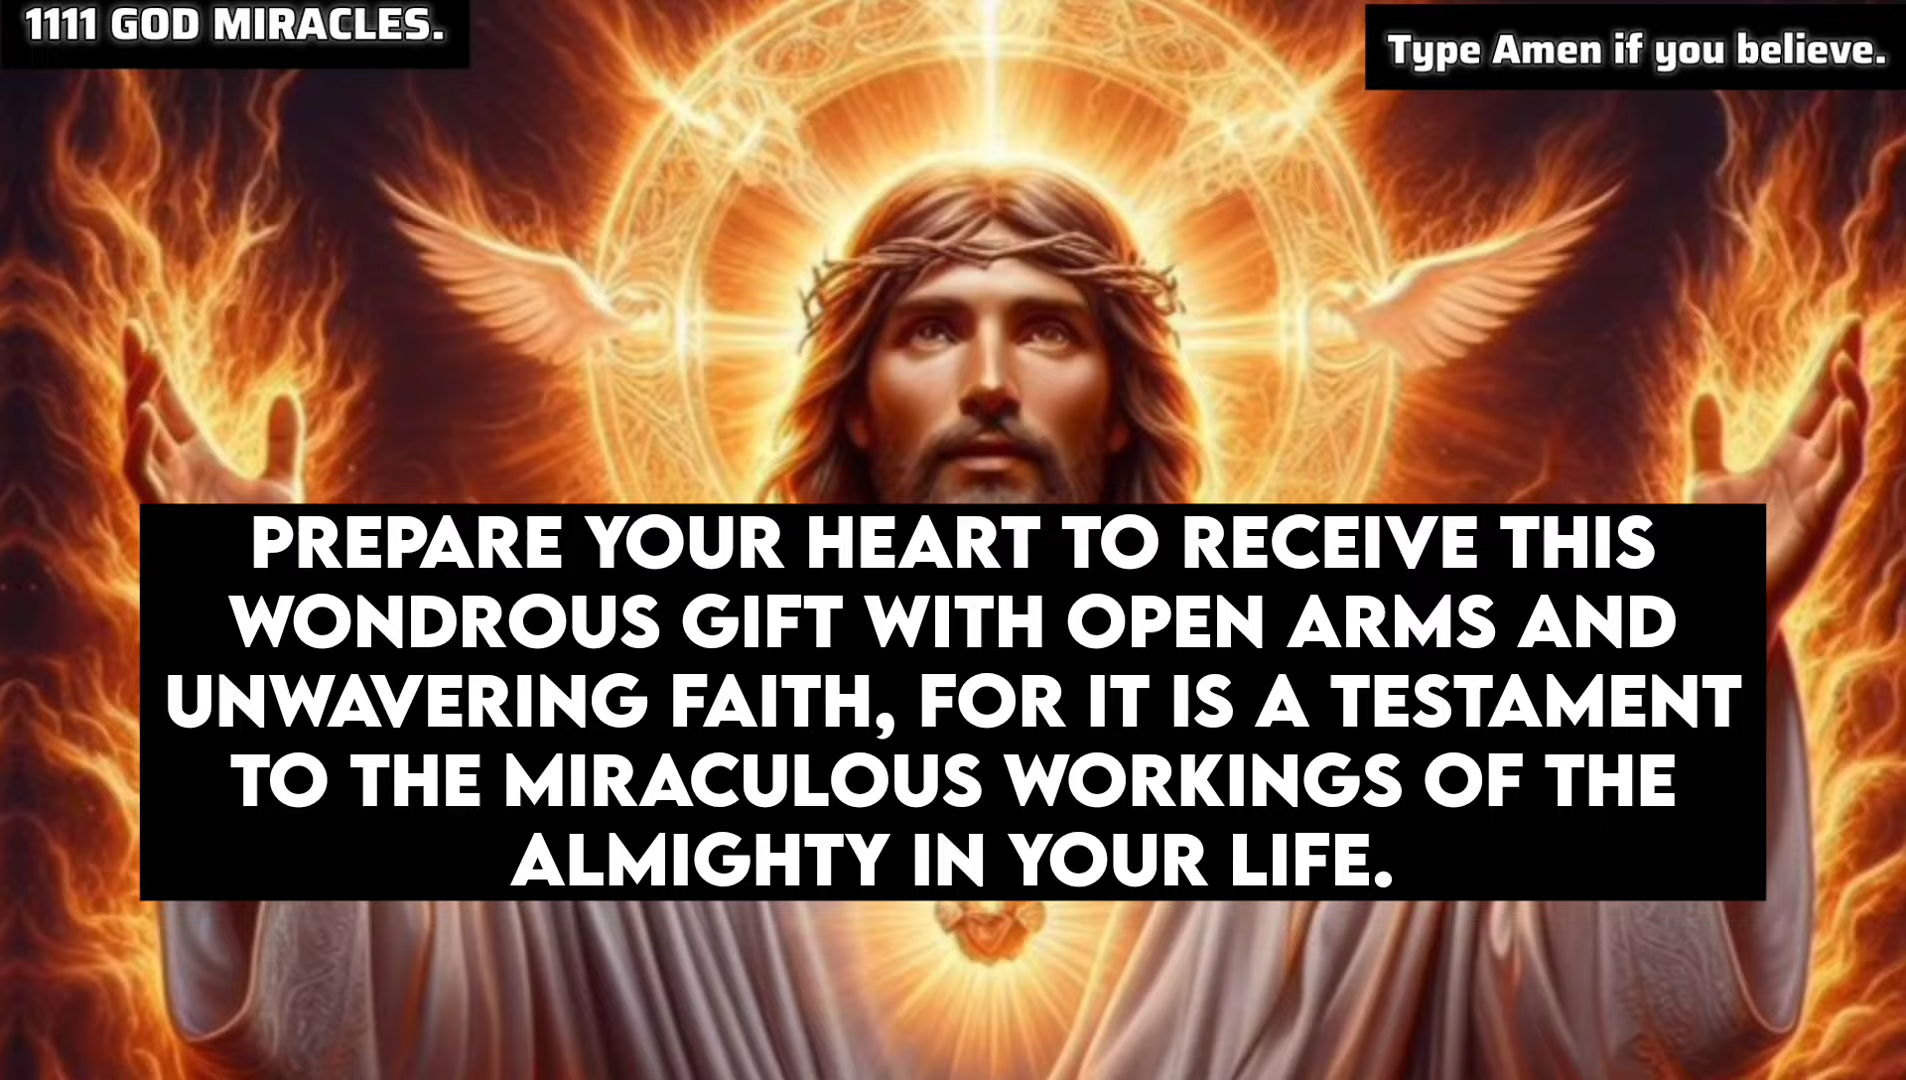 1111 GOD MIRACLES.
Type Amen if you believe.
PREPARE YOUR HEART TO RECEIVE THIS
WONDROUS GIFT WITH OPEN ARMS AND
UNWAVERING FAITH, FOR IT IS A TESTAMENT
TO THE MIRACULOUS WORKINGS OF THE
ALMIGHTY IN YOUR LIFE.